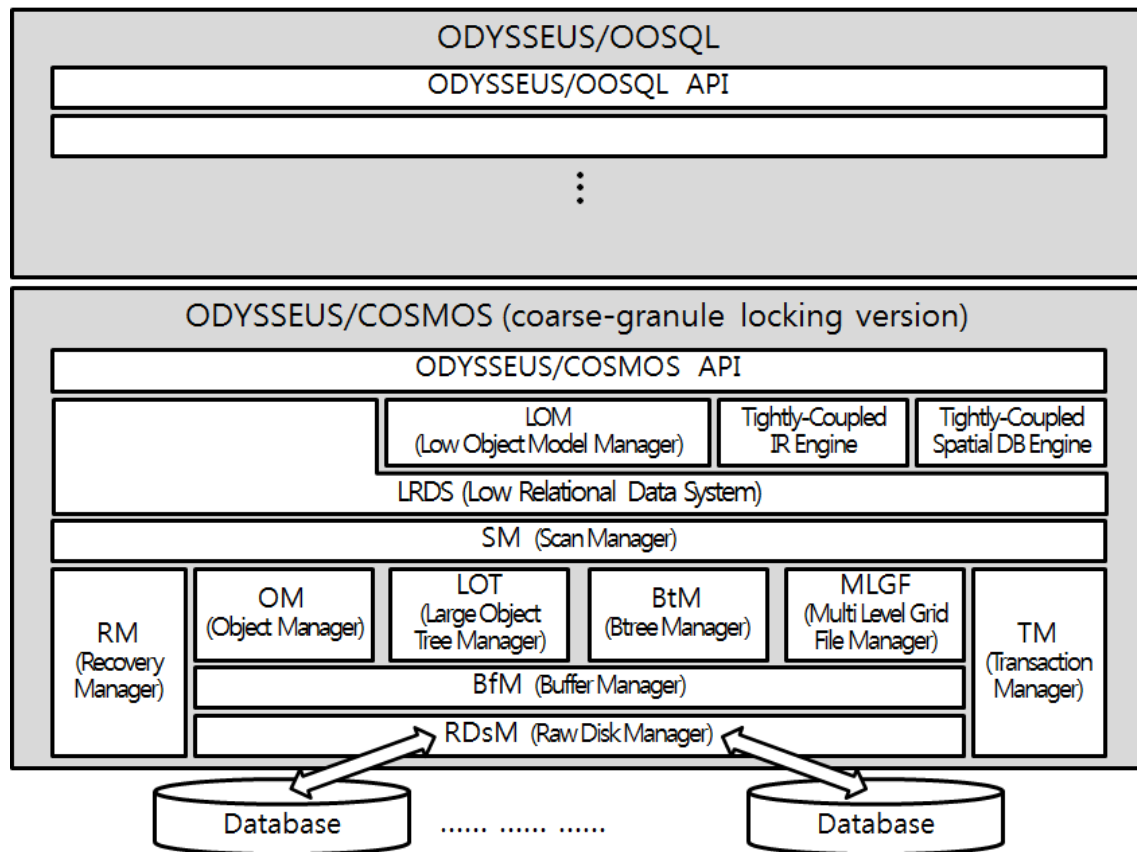 ODYSSEUS/OOSQL
ODYSSEUS/OOSQL API
⋮
ODYSSEUS/COSMOS (coarse-granule locking version)
ODYSSEUS/COSMOS API
LOM
(Low Object Model Manager)
Tightly-Coupled
IR Engine
Tightly-Coupled
Spatial DB Engine
LRDS (Low Relational Data System)
SM (Scan Manager)
RM
(Recovery
Manager)
OM
(Object Manager)
LOT
(Large Object
Tree Manager)
BtM
(Btree Manager)
MLGF
(Multi Level Grid
File Manager)
TM
(Transaction
Manager)
BfM (Buffer Manager)
RDsM (Raw Disk Manager)
Database
...... ...... ......
Database